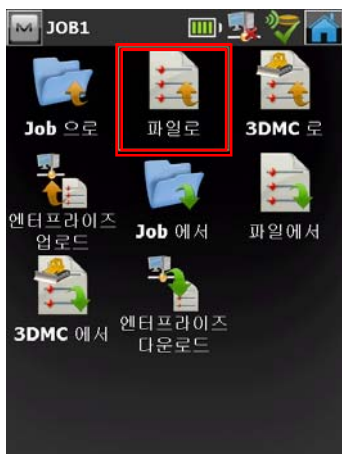 JOB1
Job 으로
파일로
3DMC 로
엔터프라이즈
업로드
Job 에서
파일에서
3DMC 에서
엔터프라이즈
다운로드